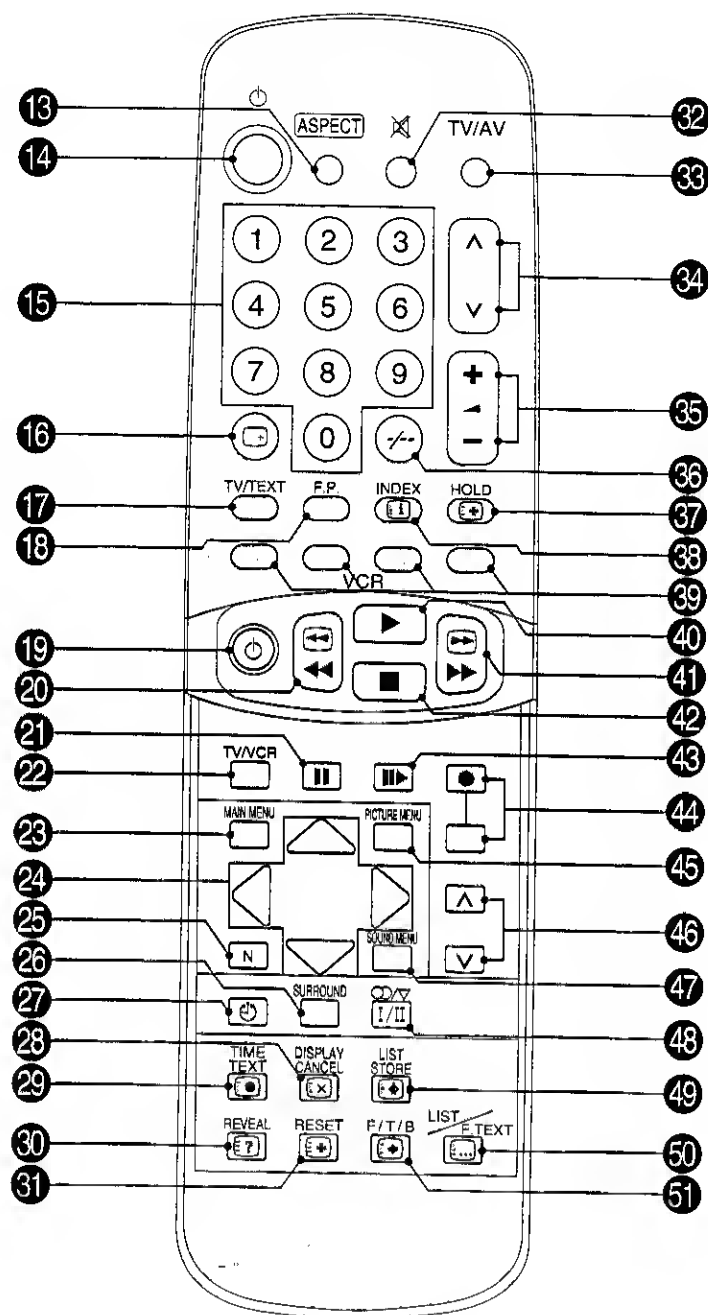 13 ASPECT 32 TV/AV
14 33
1 2 3
34
15 4 5 6
7 8 9 +
35
16 0 -/-- −
36
17 TV/TEXT F.P. INDEX HOLD 37
i
18 38
VCR 39
19 40
20 41
42
21 43
22 TV/VCR
44
23 MAIN MENU PICTURE MENU
24 45
25 N SOUND MENU 46
26 47
27 SURROUND I/II
28 48
TIME TEXT DISPLAY CANCEL LIST STORE
29 × 49
LIST/F.TEXT
30 REVEAL RESET F/T/B
? + ... 50
31 51